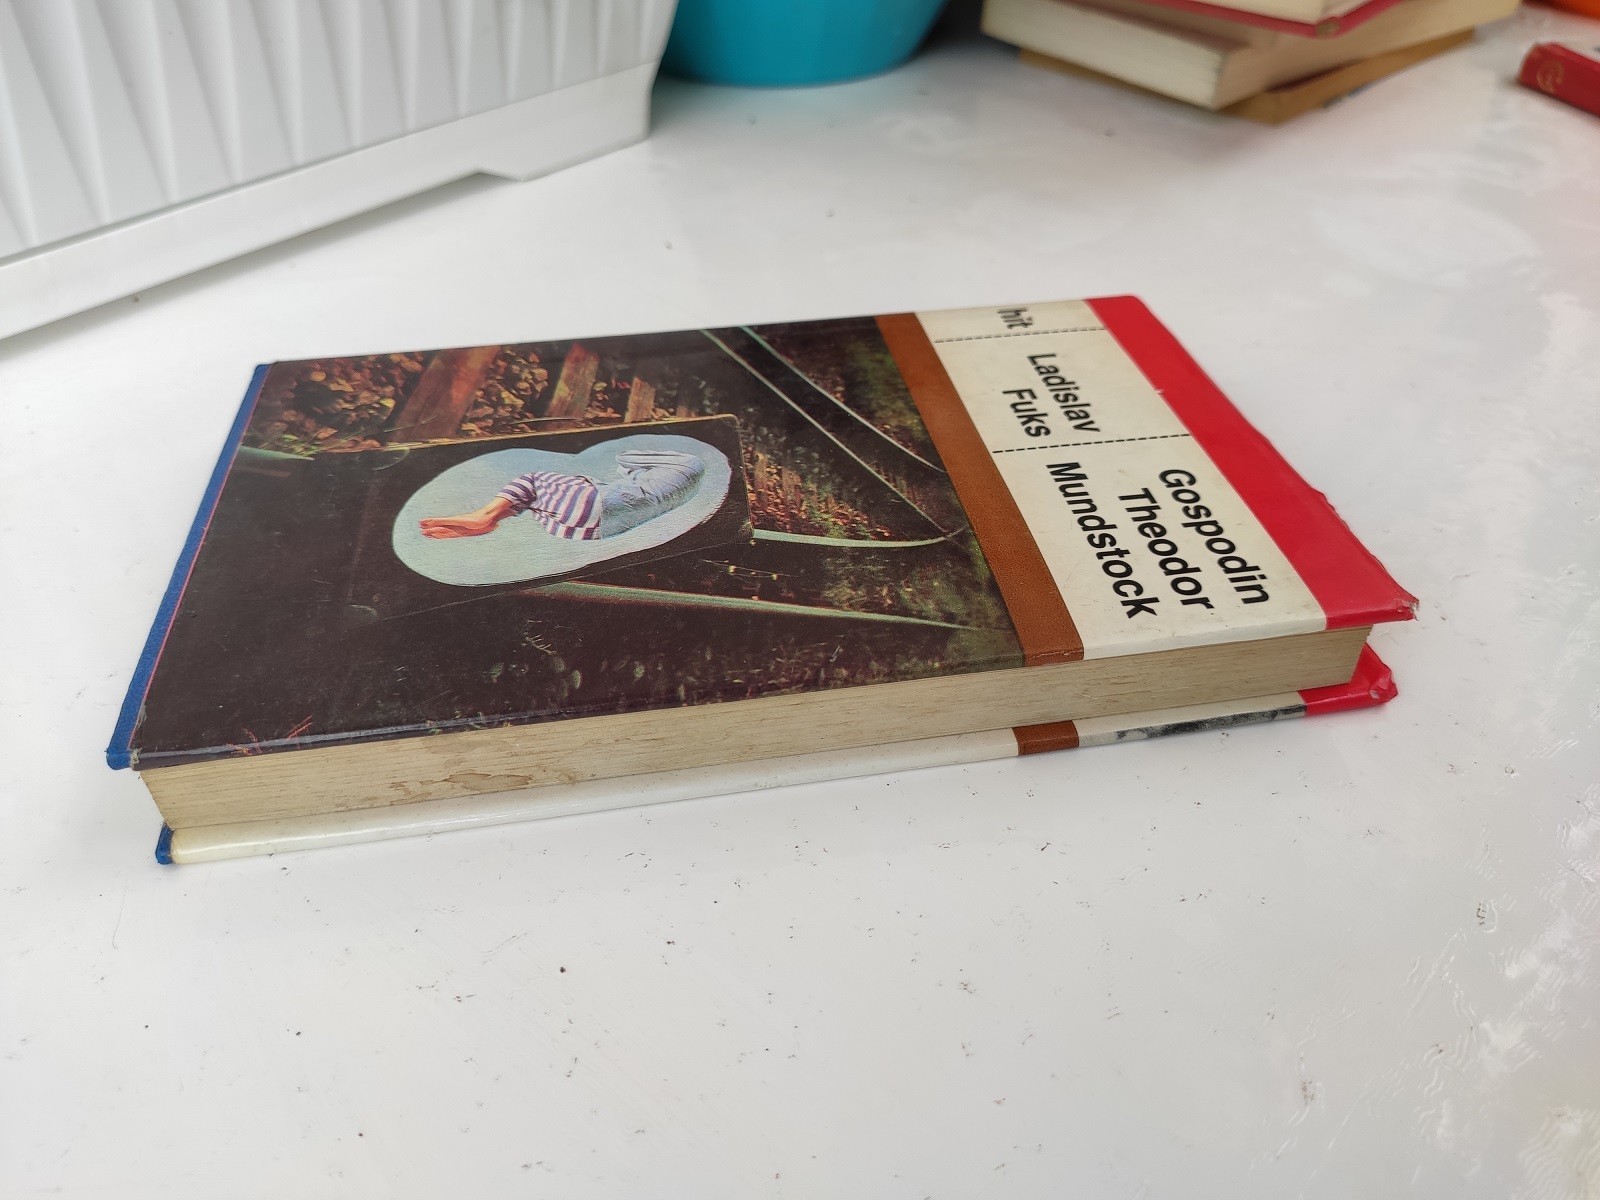 hit
Ladislav
Fuks
Gospodin
Theodor
Mundstock